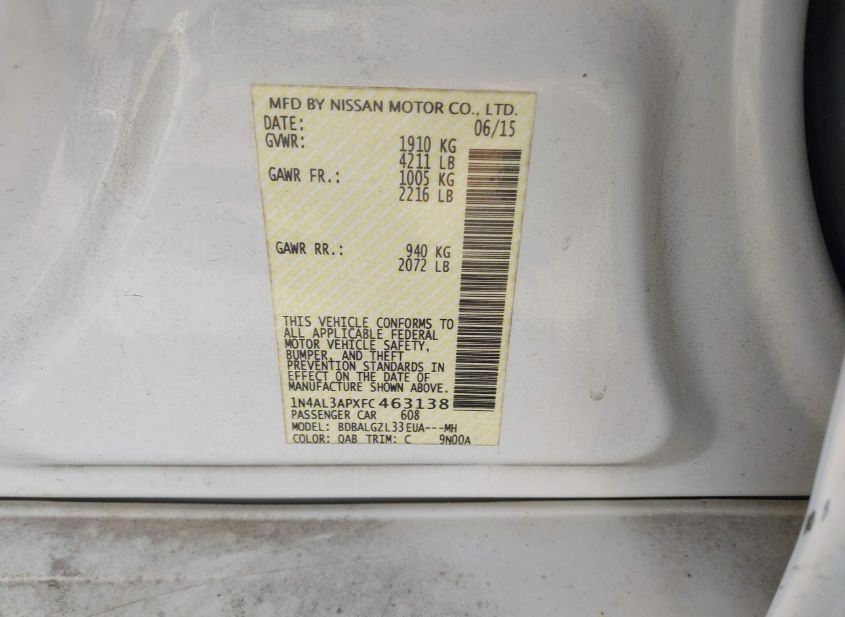 MFD BY NISSAN MOTOR CO., LTD.
DATE: 06/15
GVWR: 1910 KG
4211 LB
GAWR FR.: 1005 KG
2216 LB
GAWR RR.: 940 KG
2072 LB
THIS VEHICLE CONFORMS TO
ALL APPLICABLE FEDERAL
MOTOR VEHICLE SAFETY,
BUMPER, AND THEFT
PREVENTION STANDARDS IN
EFFECT ON THE DATE OF
MANUFACTURE SHOWN ABOVE.
1N4AL3APXFC463138
PASSENGER CAR 608
MODEL: BDBALGZL33EUA---MH
COLOR: QAB TRIM: C 9N00A